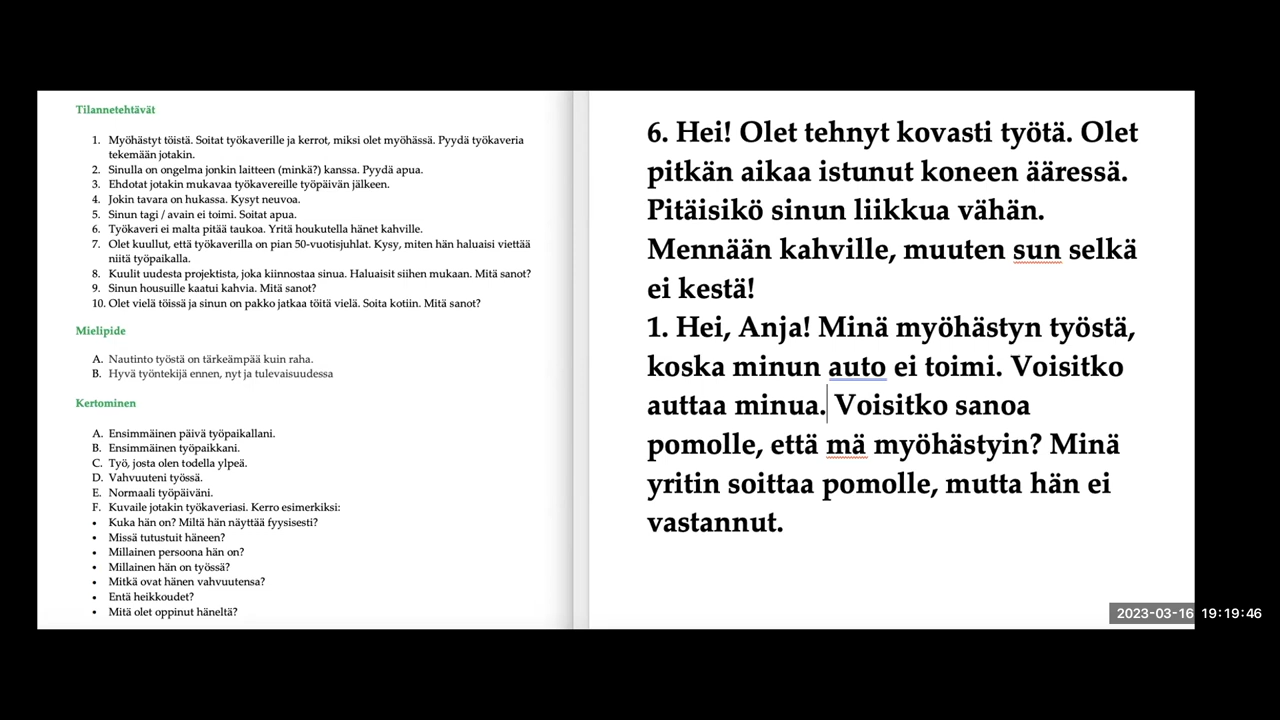 Tilannetehtävät
1. Myöhästyt töistä. Soitat työkaverille ja kerrot, miksi olet myöhässä. Pyydä työkaveria
tekemään jotakin.
2. Sinulla on ongelma jonkin laitteen (minkä?) kanssa. Pyydä apua.
3. Ehdotat jotakin mukavaa työkavereille työpäivän jälkeen.
4. Jokin tavara on hukassa. Kysyt neuvoa.
5. Sinun tagi / avain ei toimi. Soitat apua.
6. Työkaveri ei malta pitää taukoa. Yritä houkutella hänet kahville.
7. Olet kuullut, että työkaverilla on pian 50-vuotisjuhlat. Kysy, miten hän haluaisi viettää
niitä työpaikalla.
8. Kuulit uudesta projektista, joka kiinnostaa sinua. Haluaisit siihen mukaan. Mitä sanot?
9. Sinun housuille kaatui kahvia. Mitä sanot?
10. Olet vielä töissä ja sinun on pakko jatkaa töitä vielä. Soita kotiin. Mitä sanot?
Mielipide
A. Nautinto työstä on tärkeämpää kuin raha.
B. Hyvä työntekijä ennen, nyt ja tulevaisuudessa
Kertominen
A. Ensimmäinen päivä työpaikallani.
B. Ensimmäinen työpaikkani.
C. Työ, josta olen todella ylpeä.
D. Vahvuuteni työssä.
E. Normaali työpäiväni.
F. Kuvaile jotakin työkaveriasi. Kerro esimerkiksi:
• Kuka hän on? Miltä hän näyttää fyysisesti?
• Missä tutustuit häneen?
• Millainen persoona hän on?
• Millainen hän on työssä?
• Mitkä ovat hänen vahvuutensa?
• Entä heikkoudet?
• Mitä olet oppinut häneltä?
6. Hei! Olet tehnyt kovasti työtä. Olet
pitkän aikaa istunut koneen ääressä.
Pitäisikö sinun liikkua vähän.
Mennään kahville, muuten sun selkä
ei kestä!
1. Hei, Anja! Minä myöhästyn työstä,
koska minun auto ei toimi. Voisitko
auttaa minua. Voisitko sanoa
pomolle, että mä myöhästyin? Minä
yritin soittaa pomolle, mutta hän ei
vastannut.
2023-03-16 19:19:46